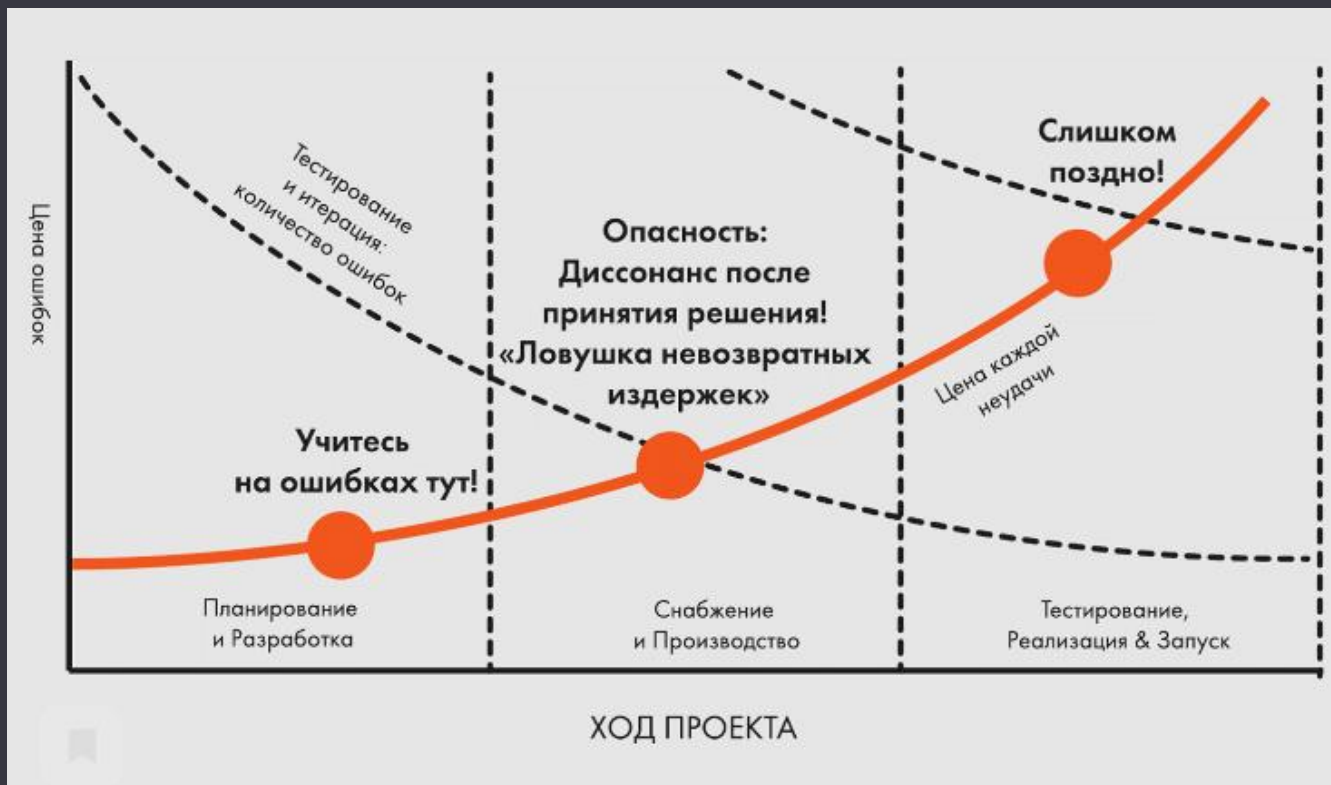 Цена ошибок
Тестирование
и итерация:
количество ошибок
Учитесь
на ошибках тут!
Опасность:
Диссонанс после
принятия решения!
«Ловушка невозвратных
издержек»
Слишком
поздно!
Цена каждой
неудачи
Планирование
и Разработка
Снабжение
и Производство
Тестирование,
Реализация & Запуск
ХОД ПРОЕКТА